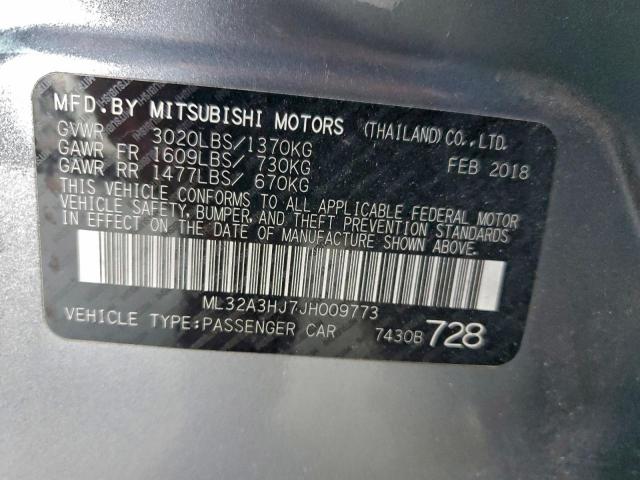 MFD.BY MITSUBISHI MOTORS (THAILAND) CO.,LTD.
GVWR 3020LBS/1370KG FEB 2018
GAWR FR 1609LBS/ 730KG
GAWR RR 1477LBS/ 670KG
THIS VEHICLE CONFORMS TO ALL APPLICABLE FEDERAL MOTOR
VEHICLE SAFETY, BUMPER, AND THEFT PREVENTION STANDARDS
IN EFFECT ON THE DATE OF MANUFACTURE SHOWN ABOVE.
ML32A3HJ7JH009773
VEHICLE TYPE:PASSENGER CAR 7430B 728